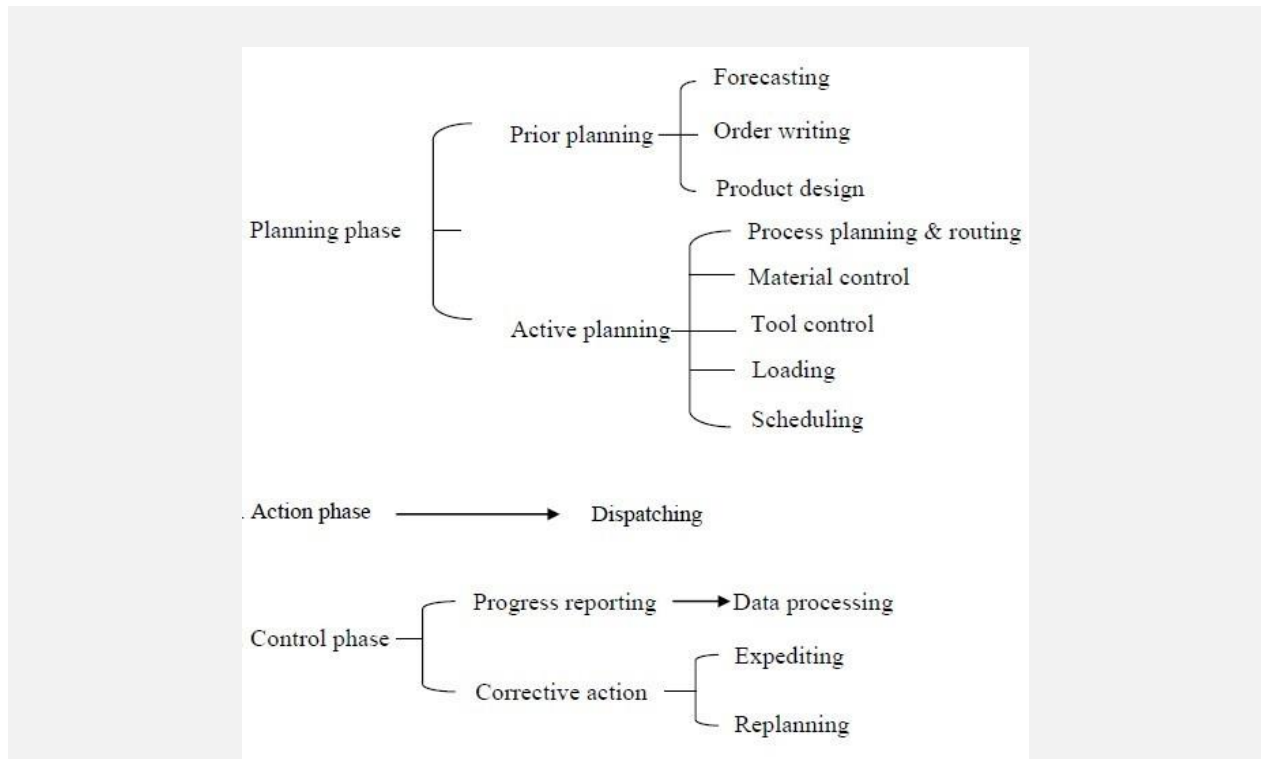 Forecasting
Prior planning
Order writing
Product design
Planning phase
Process planning & routing
Material control
Active planning
Tool control
Loading
Scheduling
. Action phase
Dispatching
Progress reporting
Data processing
Control phase
Expediting
Corrective action
Replanning